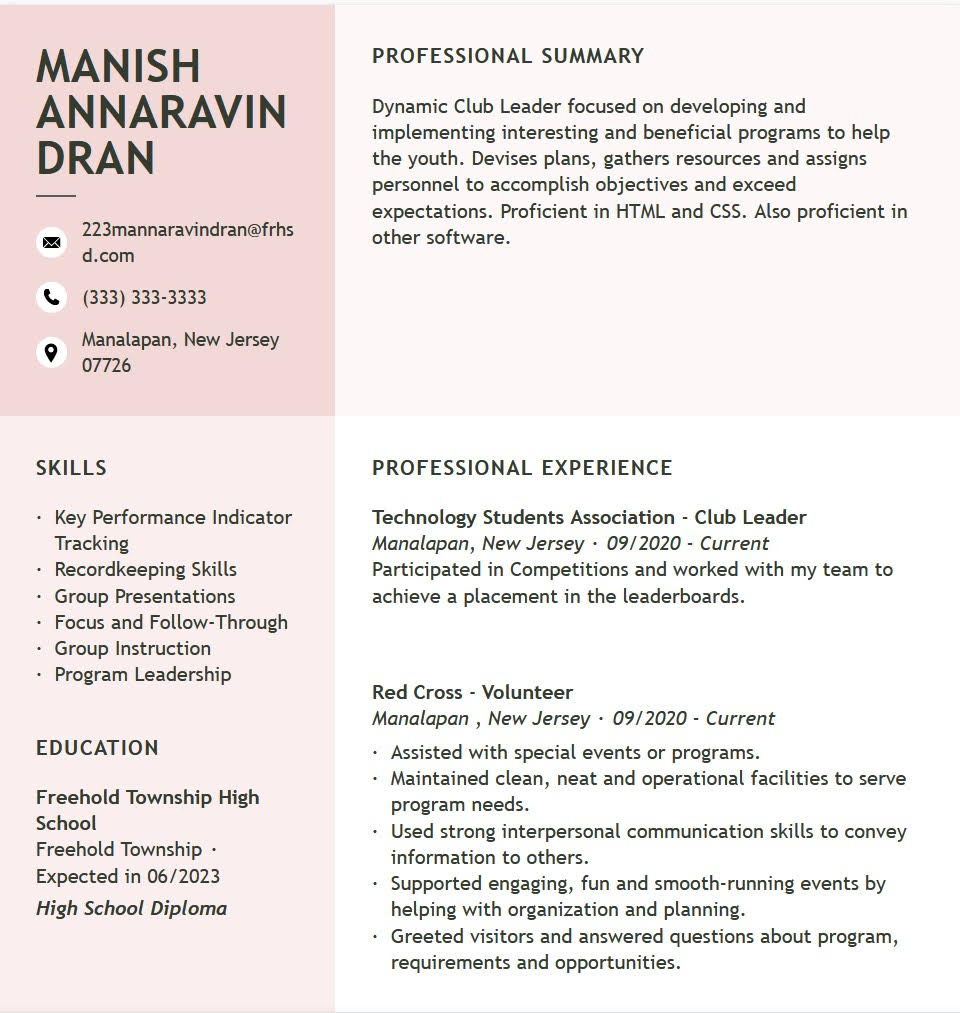 MANISH
ANNARAVIN
DRAN
223mannaravindran@frhs
d.com
(333) 333-3333
Manalapan, New Jersey
07726
PROFESSIONAL SUMMARY
Dynamic Club Leader focused on developing and
implementing interesting and beneficial programs to help
the youth. Devises plans, gathers resources and assigns
personnel to accomplish objectives and exceed
expectations. Proficient in HTML and CSS. Also proficient in
other software.
SKILLS
· Key Performance Indicator
Tracking
· Recordkeeping Skills
· Group Presentations
· Focus and Follow-Through
· Group Instruction
· Program Leadership
EDUCATION
Freehold Township High
School
Freehold Township ·
Expected in 06/2023
High School Diploma
PROFESSIONAL EXPERIENCE
Technology Students Association - Club Leader
Manalapan, New Jersey · 09/2020 - Current
Participated in Competitions and worked with my team to
achieve a placement in the leaderboards.
Red Cross - Volunteer
Manalapan , New Jersey · 09/2020 - Current
· Assisted with special events or programs.
· Maintained clean, neat and operational facilities to serve
program needs.
· Used strong interpersonal communication skills to convey
information to others.
· Supported engaging, fun and smooth-running events by
helping with organization and planning.
· Greeted visitors and answered questions about program,
requirements and opportunities.